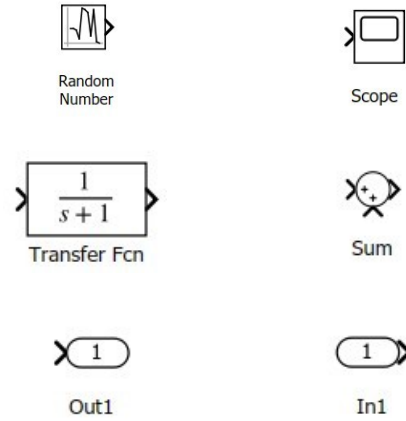 Random
Number
Scope
1
s + 1
Transfer Fcn
+
+
Sum
1
Out1
1
In1